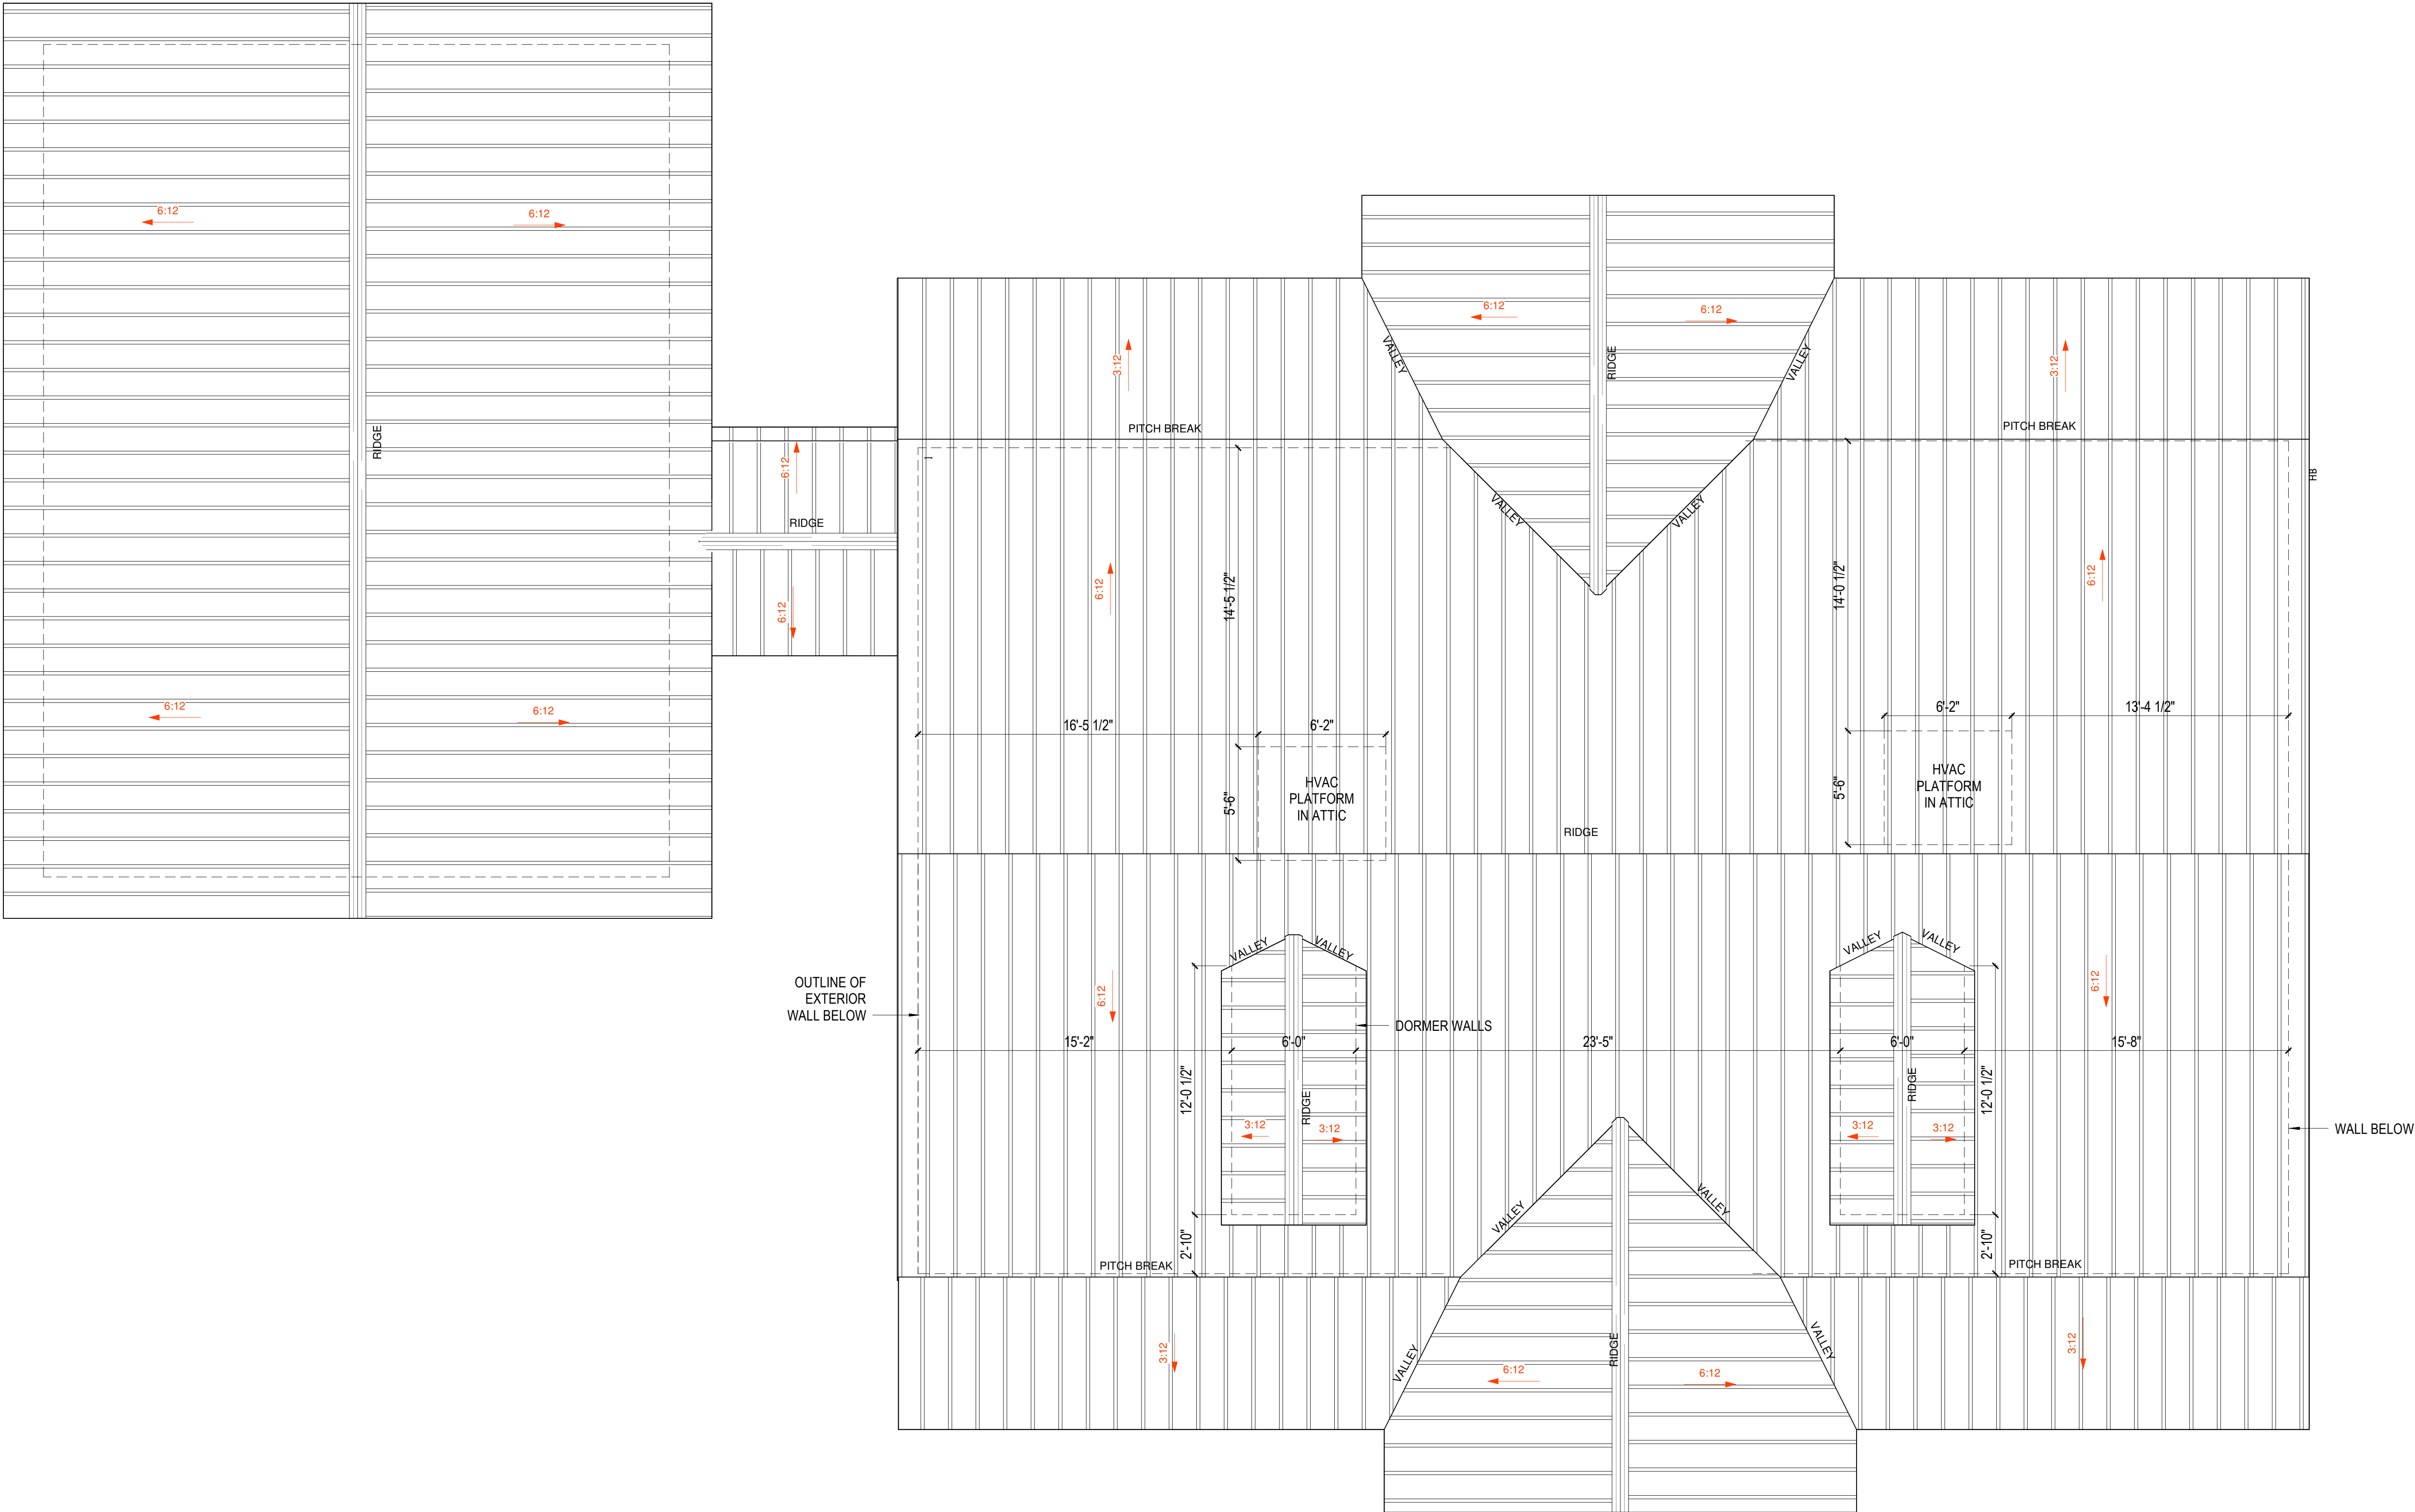 6:12
6:12
RIDGE
6:12
6:12
6:12
RIDGE
6:12
6:12
6:12
RIDGE
VALLEY
VALLEY
VALLEY
VALLEY
3:12
3:12
PITCH BREAK
PITCH BREAK
HB
6:12
14'-5 1/2"
14'-0 1/2"
6:12
16'-5 1/2"
6'-2"
6'-2"
13'-4 1/2"
5'-6"
HVAC
PLATFORM
IN ATTIC
5'-6"
HVAC
PLATFORM
IN ATTIC
RIDGE
VALLEY
VALLEY
VALLEY
VALLEY
OUTLINE OF
EXTERIOR
WALL BELOW
6:12
6:12
DORMER WALLS
15'-2"
6'-0"
23'-5"
6'-0"
15'-8"
12'-0 1/2"
RIDGE
RIDGE
12'-0 1/2"
3:12
3:12
3:12
3:12
WALL BELOW
2'-10"
VALLEY
VALLEY
2'-10"
PITCH BREAK
PITCH BREAK
3:12
VALLEY
RIDGE
VALLEY
3:12
6:12
6:12